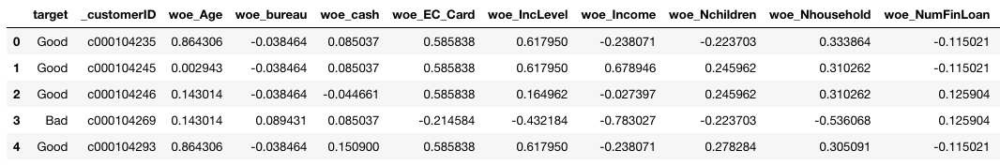 target _customerID woe_Age woe_bureau woe_cash woe_EC_Card woe_IncLevel woe_Income woe_Nchildren woe_Nhousehold woe_NumFinLoan
0 Good c000104235 0.864306 -0.038464 0.085037 0.585838 0.617950 -0.238071 -0.223703 0.333864 -0.115021
1 Good c000104245 0.002943 -0.038464 0.085037 0.585838 0.617950 0.678946 0.245962 0.310262 -0.115021
2 Good c000104246 0.143014 -0.038464 -0.044661 0.585838 0.164962 -0.027397 0.245962 0.310262 0.125904
3 Bad c000104269 0.143014 0.089431 0.085037 -0.214584 -0.432184 -0.783027 -0.223703 -0.536068 0.125904
4 Good c000104293 0.864306 -0.038464 0.150900 0.585838 0.617950 -0.238071 0.278284 0.305091 -0.115021